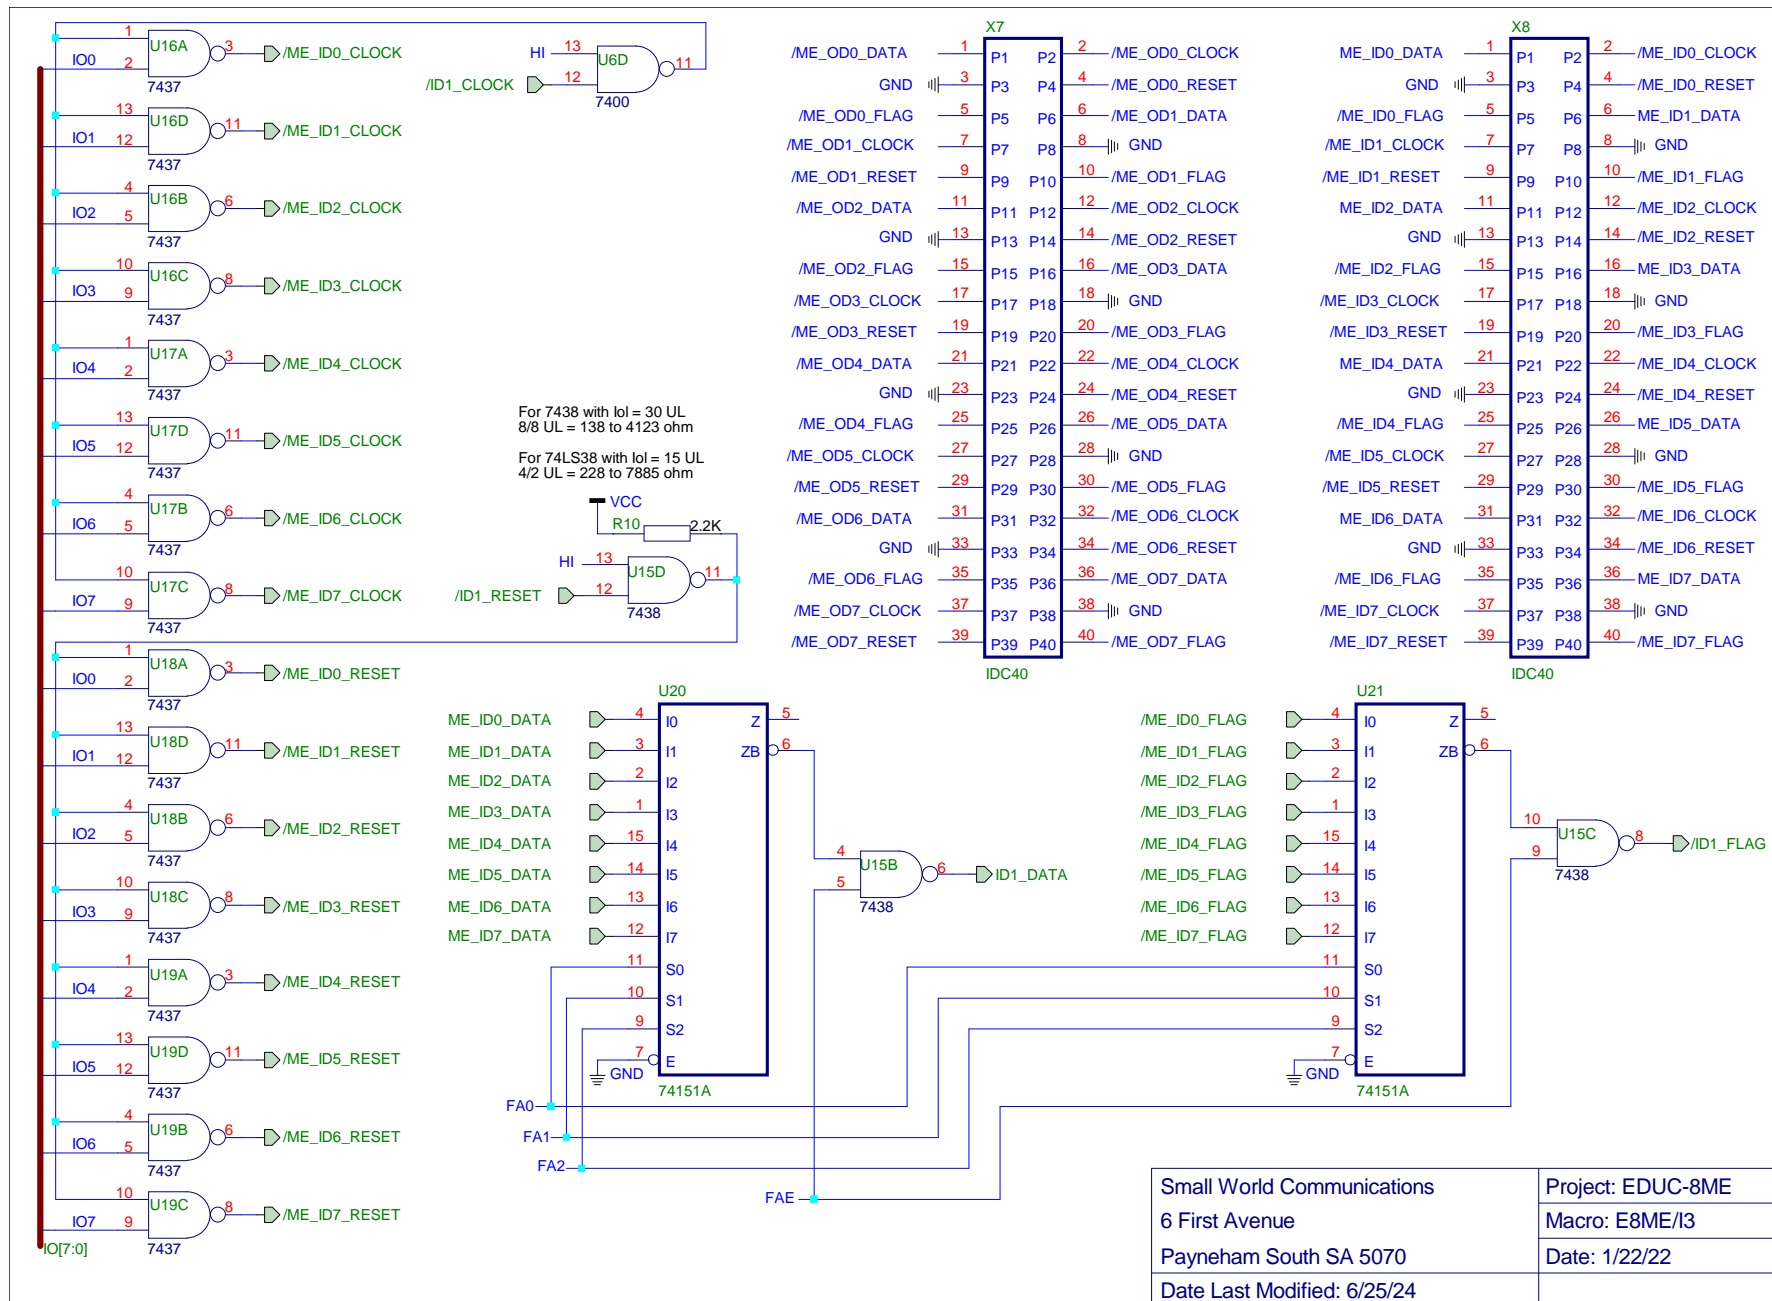 1
U16A
3
/ME_ID0_CLOCK
IO0
2
7437
13
U16D
11
/ME_ID1_CLOCK
IO1
12
7437
4
U16B
6
/ME_ID2_CLOCK
IO2
5
7437
10
U16C
8
/ME_ID3_CLOCK
IO3
9
7437
1
U17A
3
/ME_ID4_CLOCK
IO4
2
7437
13
U17D
11
/ME_ID5_CLOCK
IO5
12
7437
4
U17B
6
/ME_ID6_CLOCK
IO6
5
7437
10
U17C
8
/ME_ID7_CLOCK
IO7
9
7437
1
U18A
3
/ME_ID0_RESET
IO0
2
7437
13
U18D
11
/ME_ID1_RESET
IO1
12
7437
4
U18B
6
/ME_ID2_RESET
IO2
5
7437
10
U18C
8
/ME_ID3_RESET
IO3
9
7437
1
U19A
3
/ME_ID4_RESET
IO4
2
7437
13
U19D
11
/ME_ID5_RESET
IO5
12
7437
4
U19B
6
/ME_ID6_RESET
IO6
5
7437
10
U19C
8
/ME_ID7_RESET
IO7
9
7437
IO[7:0]
HI
13
U6D
11
/ID1_CLOCK
12
7400
For 7438 with Iol = 30 UL
8/8 UL = 138 to 4123 ohm
For 74LS38 with Iol = 15 UL
4/2 UL = 228 to 7885 ohm
VCC
R10
2.2K
HI
13
U15D
11
/ID1_RESET
12
7438
X7
/ME_OD0_DATA 1 P1 P2 2 /ME_OD0_CLOCK
GND 3 P3 P4 4 /ME_OD0_RESET
/ME_OD0_FLAG 5 P5 P6 6 /ME_OD1_DATA
/ME_OD1_CLOCK 7 P7 P8 8 GND
/ME_OD1_RESET 9 P9 P10 10 /ME_OD1_FLAG
/ME_OD2_DATA 11 P11 P12 12 /ME_OD2_CLOCK
GND 13 P13 P14 14 /ME_OD2_RESET
/ME_OD2_FLAG 15 P15 P16 16 /ME_OD3_DATA
/ME_OD3_CLOCK 17 P17 P18 18 GND
/ME_OD3_RESET 19 P19 P20 20 /ME_OD3_FLAG
/ME_OD4_DATA 21 P21 P22 22 /ME_OD4_CLOCK
GND 23 P23 P24 24 /ME_OD4_RESET
/ME_OD4_FLAG 25 P25 P26 26 /ME_OD5_DATA
/ME_OD5_CLOCK 27 P27 P28 28 GND
/ME_OD5_RESET 29 P29 P30 30 /ME_OD5_FLAG
/ME_OD6_DATA 31 P31 P32 32 /ME_OD6_CLOCK
GND 33 P33 P34 34 /ME_OD6_RESET
/ME_OD6_FLAG 35 P35 P36 36 /ME_OD7_DATA
/ME_OD7_CLOCK 37 P37 P38 38 GND
/ME_OD7_RESET 39 P39 P40 40 /ME_OD7_FLAG
IDC40
X8
ME_ID0_DATA 1 P1 P2 2 /ME_ID0_CLOCK
GND 3 P3 P4 4 /ME_ID0_RESET
/ME_ID0_FLAG 5 P5 P6 6 ME_ID1_DATA
/ME_ID1_CLOCK 7 P7 P8 8 GND
/ME_ID1_RESET 9 P9 P10 10 /ME_ID1_FLAG
ME_ID2_DATA 11 P11 P12 12 /ME_ID2_CLOCK
GND 13 P13 P14 14 /ME_ID2_RESET
/ME_ID2_FLAG 15 P15 P16 16 ME_ID3_DATA
/ME_ID3_CLOCK 17 P17 P18 18 GND
/ME_ID3_RESET 19 P19 P20 20 /ME_ID3_FLAG
ME_ID4_DATA 21 P21 P22 22 /ME_ID4_CLOCK
GND 23 P23 P24 24 /ME_ID4_RESET
/ME_ID4_FLAG 25 P25 P26 26 ME_ID5_DATA
/ME_ID5_CLOCK 27 P27 P28 28 GND
/ME_ID5_RESET 29 P29 P30 30 /ME_ID5_FLAG
ME_ID6_DATA 31 P31 P32 32 /ME_ID6_CLOCK
GND 33 P33 P34 34 /ME_ID6_RESET
/ME_ID6_FLAG 35 P35 P36 36 ME_ID7_DATA
/ME_ID7_CLOCK 37 P37 P38 38 GND
/ME_ID7_RESET 39 P39 P40 40 /ME_ID7_FLAG
IDC40
U20
ME_ID0_DATA 4 I0 Z 5
ME_ID1_DATA 3 I1 ZB 6
ME_ID2_DATA 2 I2
ME_ID3_DATA 1 I3
ME_ID4_DATA 15 I4
ME_ID5_DATA 14 I5
ME_ID6_DATA 13 I6
ME_ID7_DATA 12 I7
11 S0
10 S1
9 S2
7 E
GND
74151A
4
U15B
6
ID1_DATA
5
7438
FA0
FA1
FA2
FAE
U21
/ME_ID0_FLAG 4 I0 Z 5
/ME_ID1_FLAG 3 I1 ZB 6
/ME_ID2_FLAG 2 I2
/ME_ID3_FLAG 1 I3
/ME_ID4_FLAG 15 I4
/ME_ID5_FLAG 14 I5
/ME_ID6_FLAG 13 I6
/ME_ID7_FLAG 12 I7
11 S0
10 S1
9 S2
7 E
GND
74151A
10
U15C
8
/ID1_FLAG
9
7438
Small World Communications
6 First Avenue
Payneham South SA 5070
Date Last Modified: 6/25/24
Project: EDUC-8ME
Macro: E8ME/I3
Date: 1/22/22